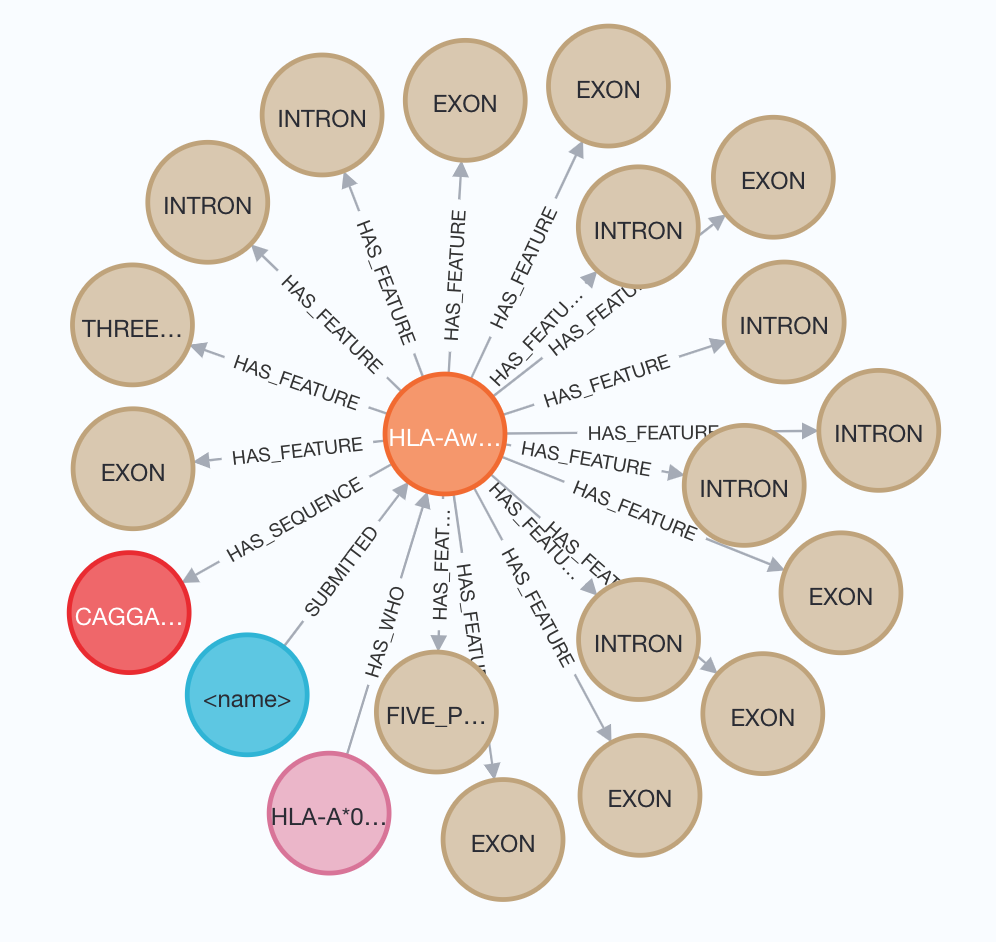 EXON
EXON
INTRON
EXON
INTRON
INTRON
THREE...
INTRON
HAS_FEATURE
HAS_FEATURE
HAS_FEATURE
HAS_FEATURE
HAS_FEATU...
HAS_FEATU
HAS_FEATURE
HAS_FEATURE
HLA-Aw...
HAS_FEATURE
INTRON
EXON
HAS_FEATURE
HAS_FEATURE
INTRON
HAS_SEQUENCE
HAS_FEATURE
HAS_FEATU...
HAS_FEAT
CAGGA...
SUBMITTED
HAS_WHO
HAS_FEAT...
HAS_FEATU
HAS_FEATURE
EXON
INTRON
<name>
FIVE_P...
EXON
HLA-A*0...
EXON
EXON